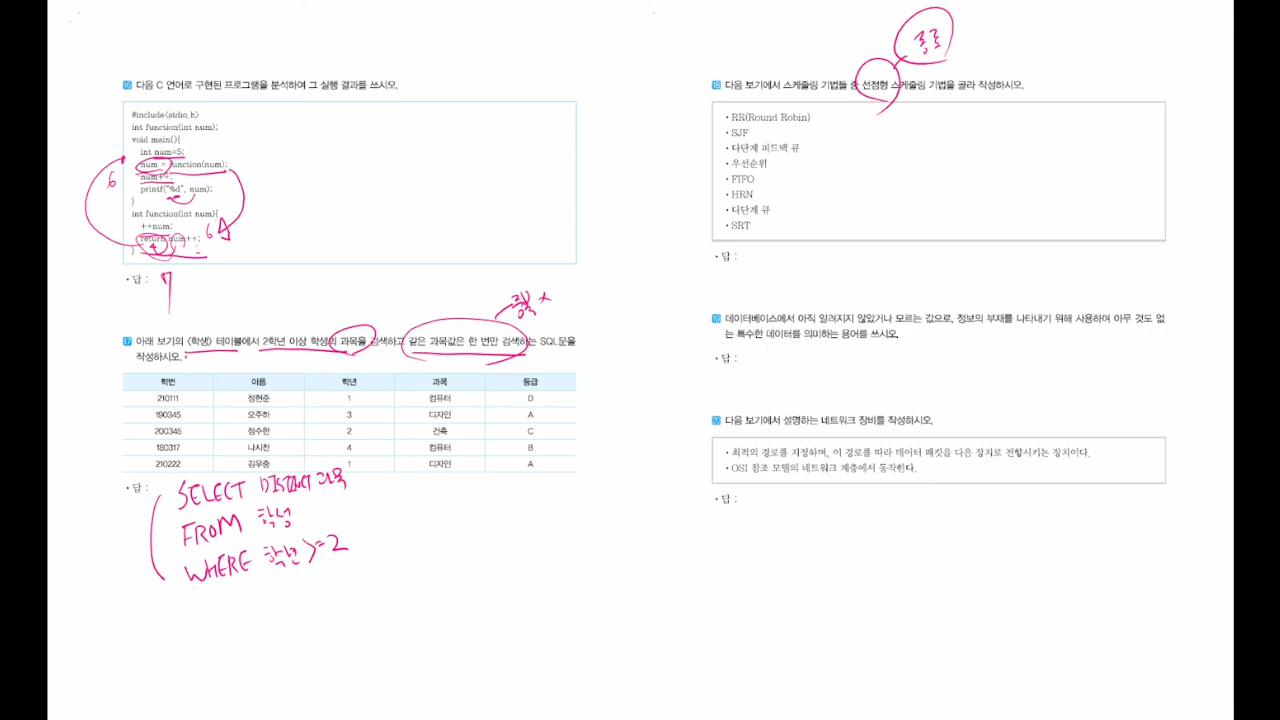 16 다음 C 언어로 구현된 프로그램을 분석하여 그 실행 결과를 쓰시오.
#include<stdio.h>
int function(int num);
void main(){
int num=5;
num = function(num);
num++;
printf("%d", num);
}
int function(int num){
++num;
return num++;
}
6
6
• 답 : 7
중복 X
17 아래 보기의 <학생> 테이블에서 2학년 이상 학생의 과목을 검색하고 같은 과목값은 한 번만 검색하는 SQL문을
작성하시오.
학번 이름 학년 과목 등급
210111 정현준 1 컴퓨터 D
190345 오주하 3 디자인 A
200345 정수한 2 건축 C
180317 나시찬 4 컴퓨터 B
210222 김우중 1 디자인 A
• 답 :
SELECT DISTINCT 과목
FROM 학생
WHERE 학년 >=2
종료
18 다음 보기에서 스케줄링 기법들 중 선점형 스케줄링 기법을 골라 작성하시오.
• RR(Round Robin)
• SJF
• 다단계 피드백 큐
• 우선순위
• FIFO
• HRN
• 다단계 큐
• SRT
• 답 :
19 데이터베이스에서 아직 알려지지 않았거나 모르는 값으로, 정보의 부재를 나타내기 위해 사용하며 아무 것도 없
는 특수한 데이터를 의미하는 용어를 쓰시오.
• 답 :
20 다음 보기에서 설명하는 네트워크 장비를 작성하시오.
• 최적의 경로를 지정하며, 이 경로를 따라 데이터 패킷을 다음 장치로 전향시키는 장치이다.
• OSI 참조 모델의 네트워크 계층에서 동작한다.
• 답 :